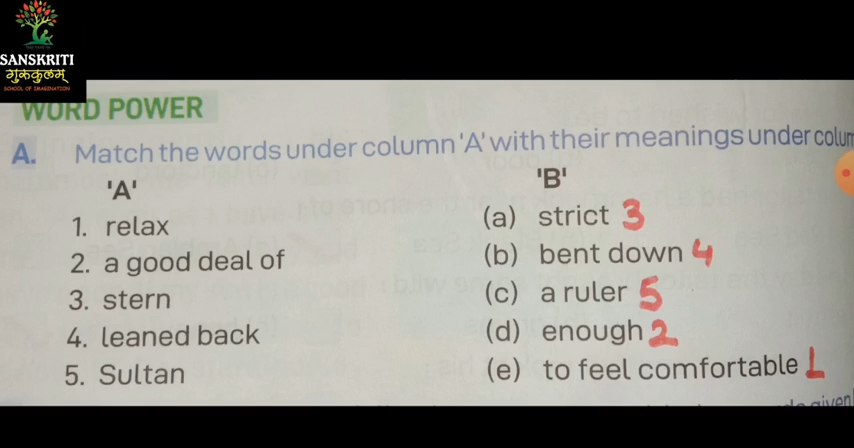 SANSKRITI
गुरुकुलम्
SCHOOL OF IMAGINATION
WORD POWER
A. Match the words under column 'A' with their meanings under colum
'A' 'B'
1. relax (a) strict 3
2. a good deal of (b) bent down 4
3. stern (c) a ruler 5
4. leaned back (d) enough 2
5. Sultan (e) to feel comfortable 1
given